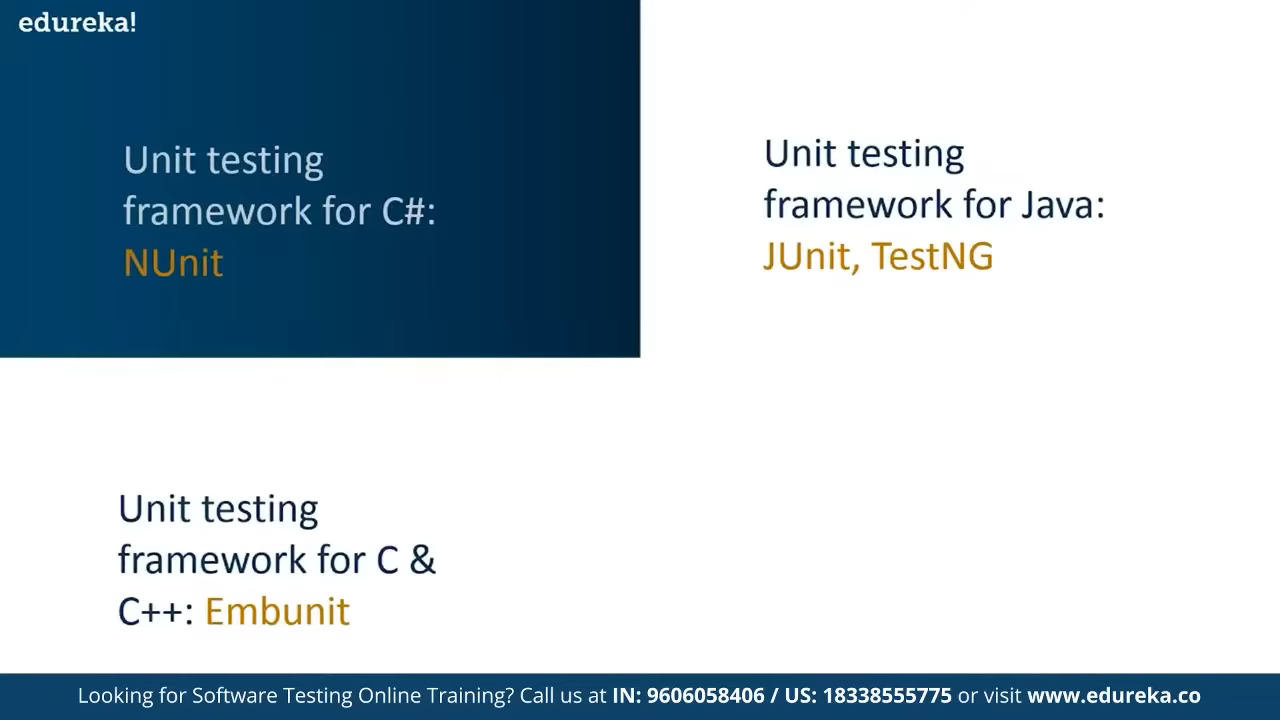 edureka!
Unit testing
framework for C#:
NUnit
Unit testing
framework for Java:
JUnit, TestNG
Unit testing
framework for C &
C++: Embunit
Looking for Software Testing Online Training? Call us at IN: 9606058406 / US: 18338555775 or visit www.edureka.co